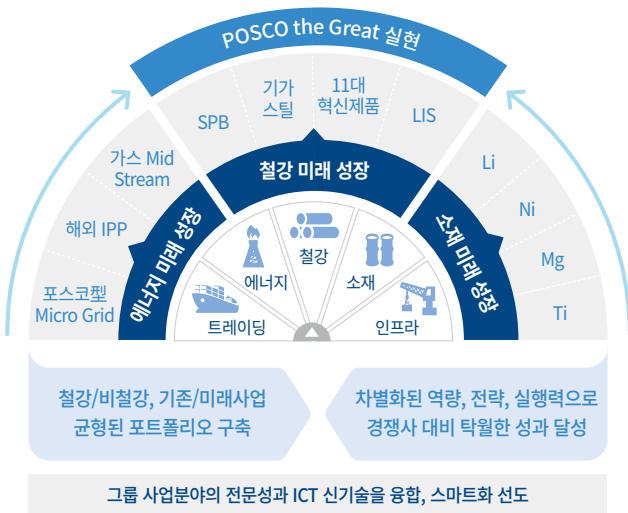 POSCO the Great 실현
SPB
기가
스틸
11대
혁신제품
LIS
가스 Mid
Stream
해외 IPP
포스코型
Micro Grid
Li
Ni
Mg
Ti
에너지 미래 성장
철강 미래 성장
소재 미래 성장
트레이딩
에너지
철강
소재
인프라
철강/비철강, 기존/미래사업
균형된 포트폴리오 구축
차별화된 역량, 전략, 실행력으로
경쟁사 대비 탁월한 성과 달성
그룹 사업분야의 전문성과 ICT 신기술을 융합, 스마트화 선도